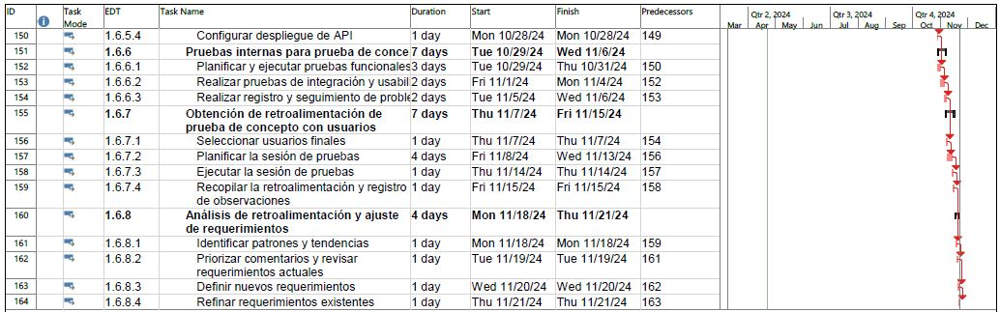 ID Task Mode EDT Task Name Duration Start Finish Predecessors
Qtr 2, 2024 Qtr 3, 2024 Qtr 4, 2024
Mar Apr May Jun Jul Aug Sep Oct Nov Dec
150 1.6.5.4 Configurar despliegue de API 1 day Mon 10/28/24 Mon 10/28/24 149
151 1.6.6 Pruebas internas para prueba de conce 7 days Tue 10/29/24 Wed 11/6/24
152 1.6.6.1 Planificar y ejecutar pruebas funcionales 3 days Tue 10/29/24 Thu 10/31/24 150
153 1.6.6.2 Realizar pruebas de integración y usabil 2 days Fri 11/1/24 Mon 11/4/24 152
154 1.6.6.3 Realizar registro y seguimiento de proble 2 days Tue 11/5/24 Wed 11/6/24 153
155 1.6.7 Obtención de retroalimentación de 7 days Thu 11/7/24 Fri 11/15/24
prueba de concepto con usuarios
156 1.6.7.1 Seleccionar usuarios finales 1 day Thu 11/7/24 Thu 11/7/24 154
157 1.6.7.2 Planificar la sesión de pruebas 4 days Fri 11/8/24 Wed 11/13/24 156
158 1.6.7.3 Ejecutar la sesión de pruebas 1 day Thu 11/14/24 Thu 11/14/24 157
159 1.6.7.4 Recopilar la retroalimentación y registro 1 day Fri 11/15/24 Fri 11/15/24 158
de observaciones
160 1.6.8 Análisis de retroalimentación y ajuste 4 days Mon 11/18/24 Thu 11/21/24
de requerimientos
161 1.6.8.1 Identificar patrones y tendencias 1 day Mon 11/18/24 Mon 11/18/24 159
162 1.6.8.2 Priorizar comentarios y revisar 1 day Tue 11/19/24 Tue 11/19/24 161
requerimientos actuales
163 1.6.8.3 Definir nuevos requerimientos 1 day Wed 11/20/24 Wed 11/20/24 162
164 1.6.8.4 Refinar requerimientos existentes 1 day Thu 11/21/24 Thu 11/21/24 163